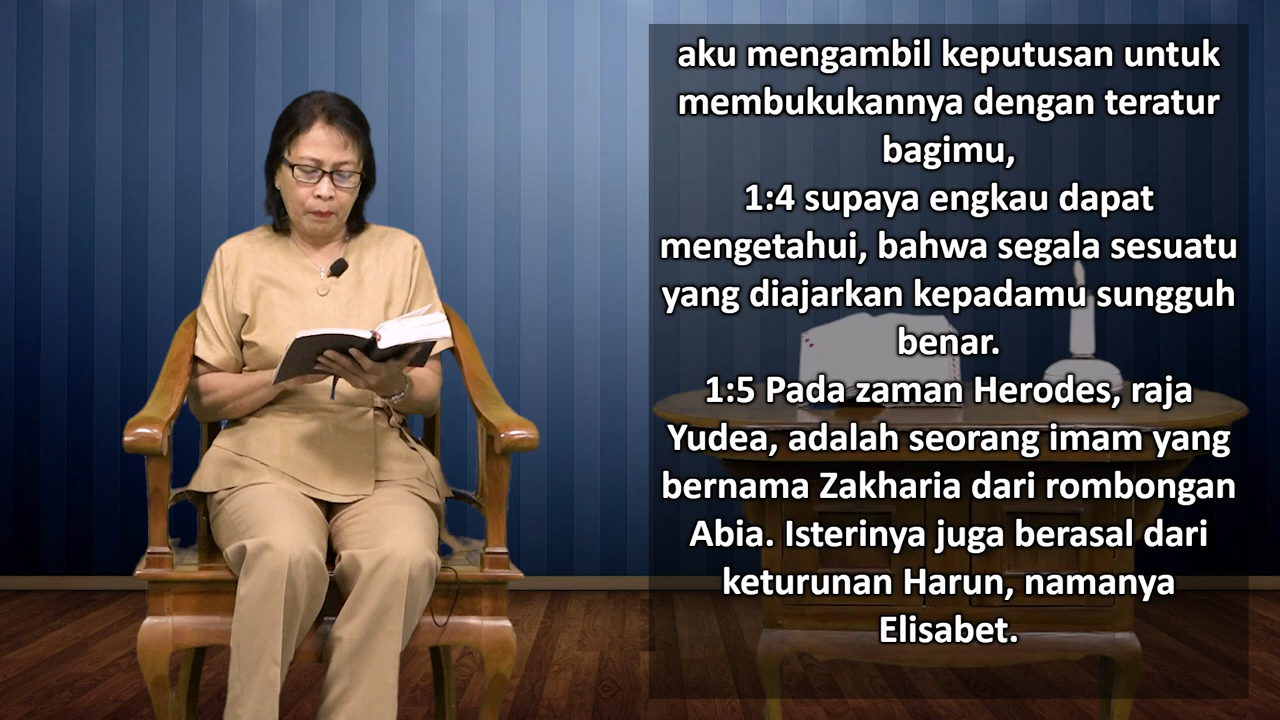 aku mengambil keputusan untuk
membukukannya dengan teratur
bagimu,
1:4 supaya engkau dapat
mengetahui, bahwa segala sesuatu
yang diajarkan kepadamu sungguh
benar.
1:5 Pada zaman Herodes, raja
Yudea, adalah seorang imam yang
bernama Zakharia dari rombongan
Abia. Isterinya juga berasal dari
keturunan Harun, namanya
Elisabet.